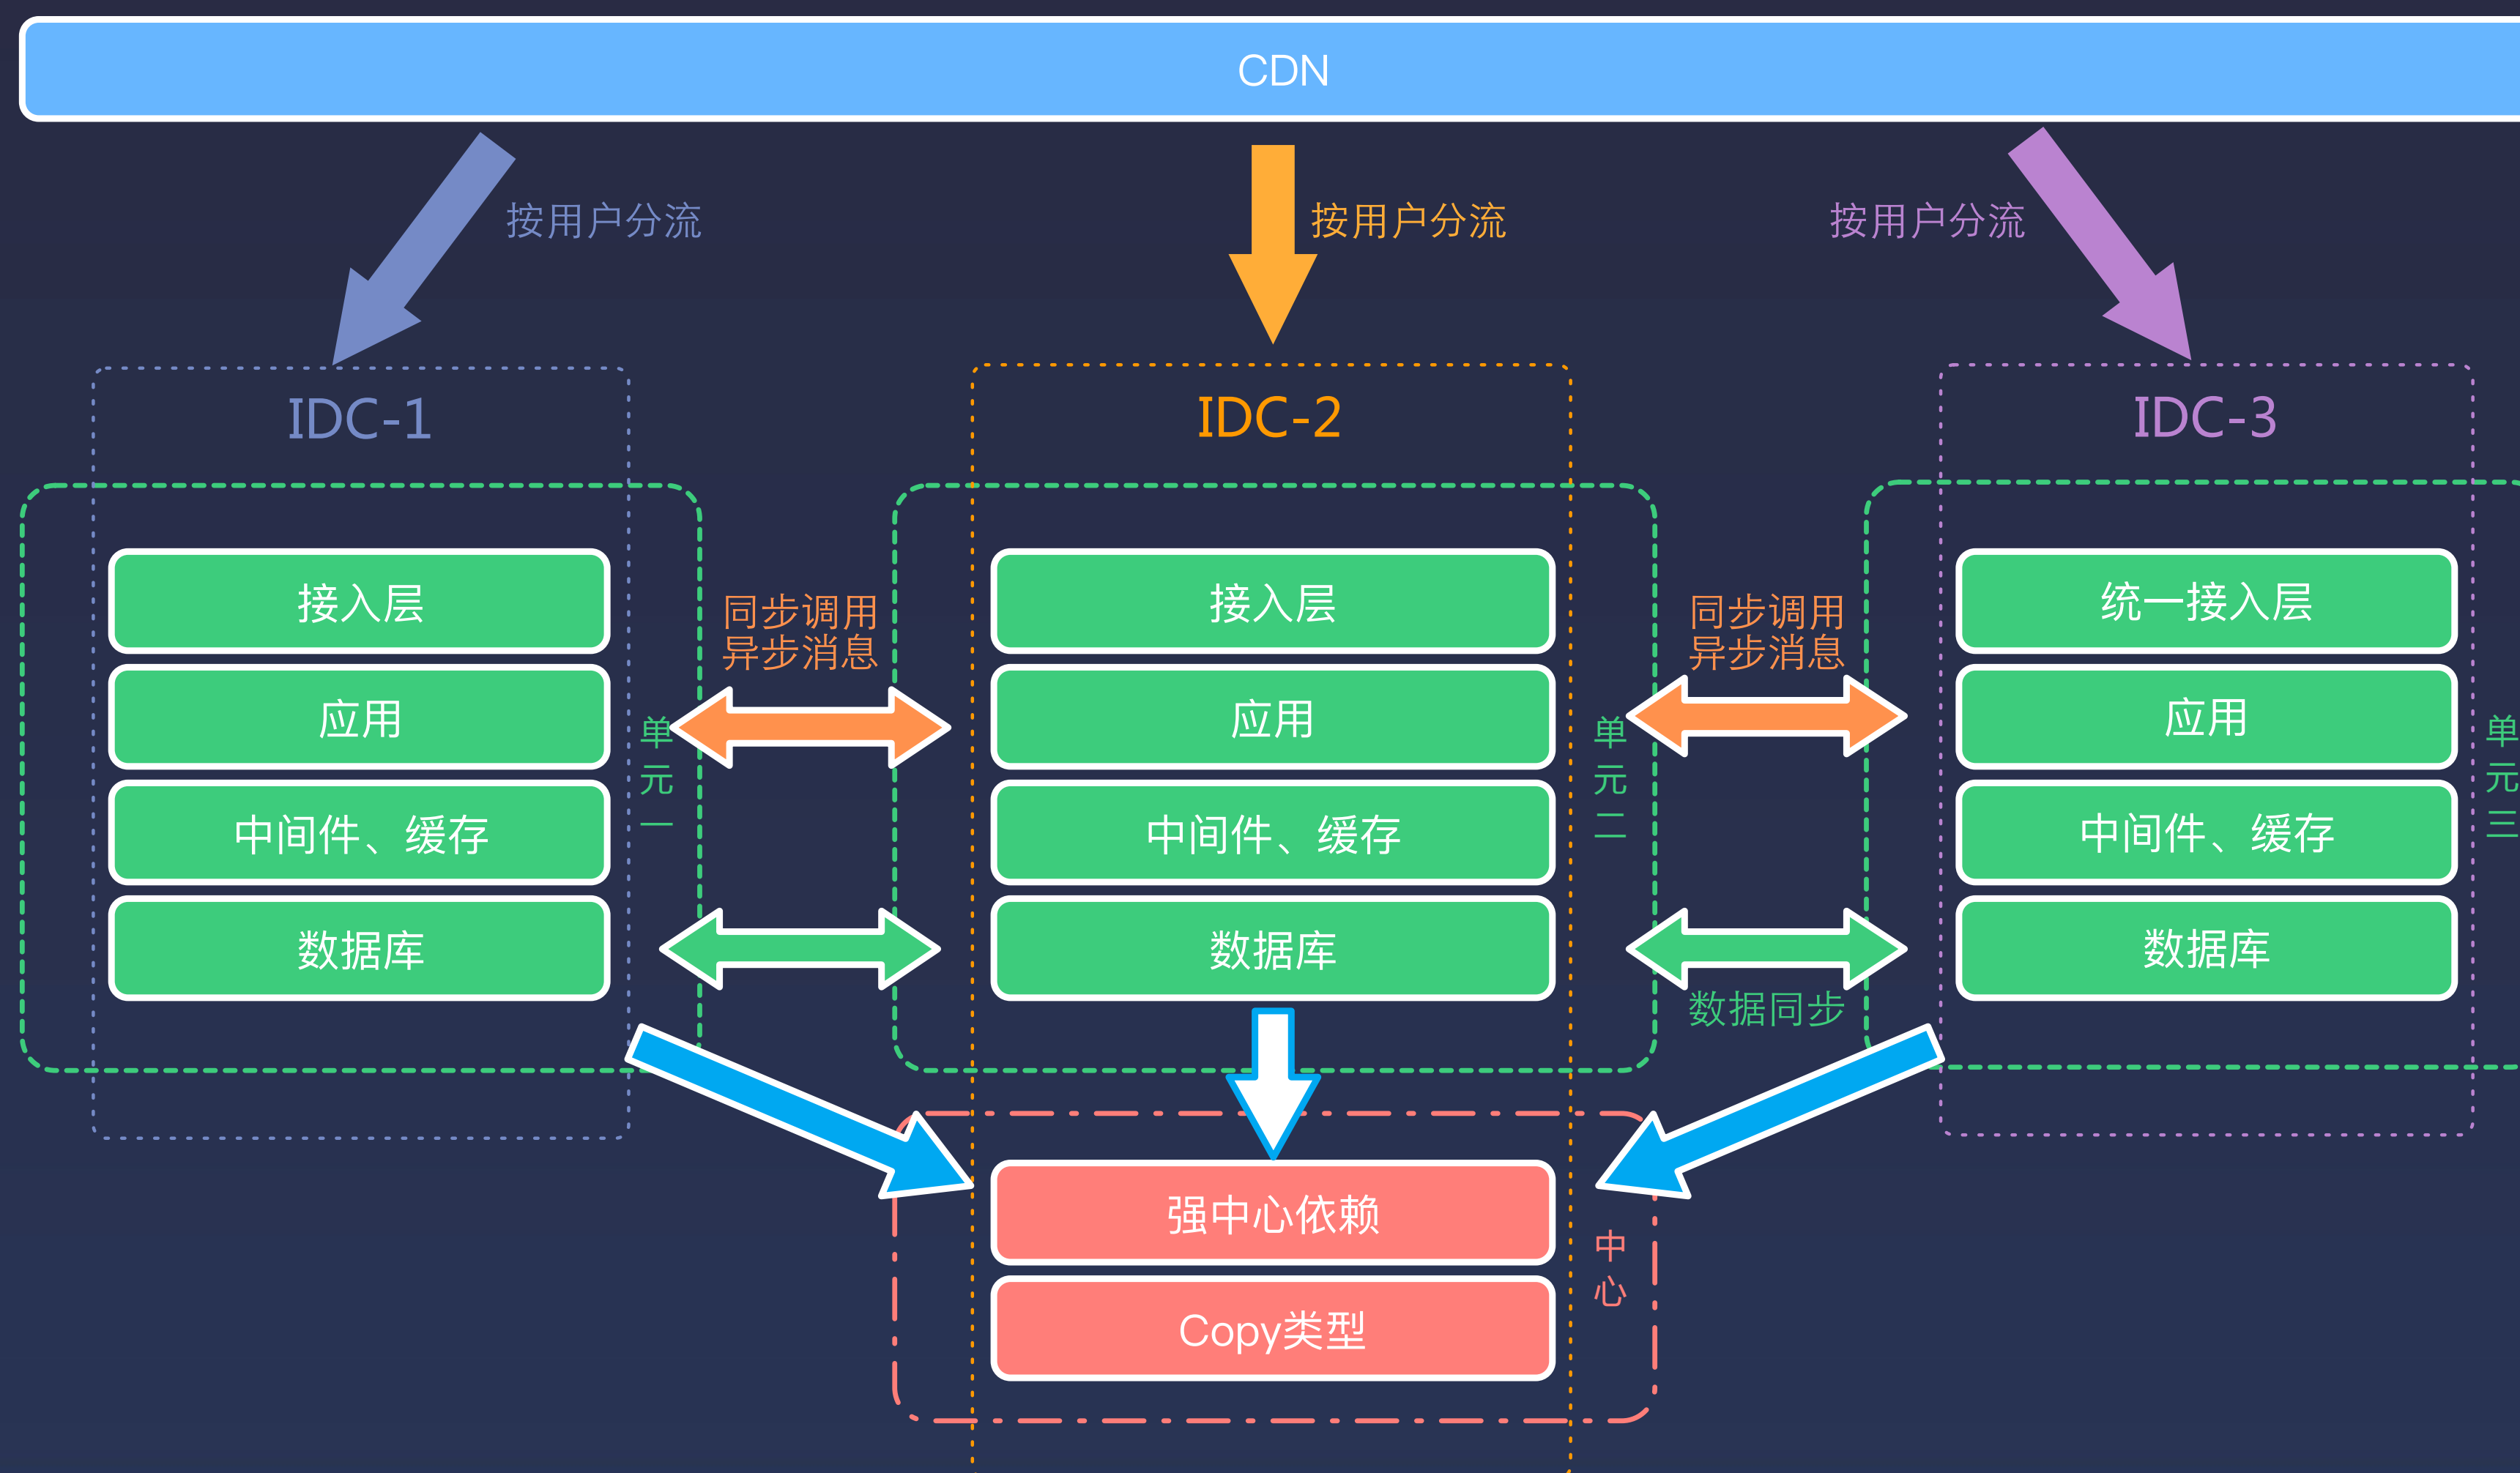 CDN
按用户分流
按用户分流
按用户分流
IDC-1
IDC-2
IDC-3
接入层
应用
中间件、缓存
数据库
单元一
同步调用
异步消息
接入层
应用
中间件、缓存
数据库
单元二
同步调用
异步消息
数据同步
统一接入层
应用
中间件、缓存
数据库
单元三
强中心依赖
Copy类型
中心